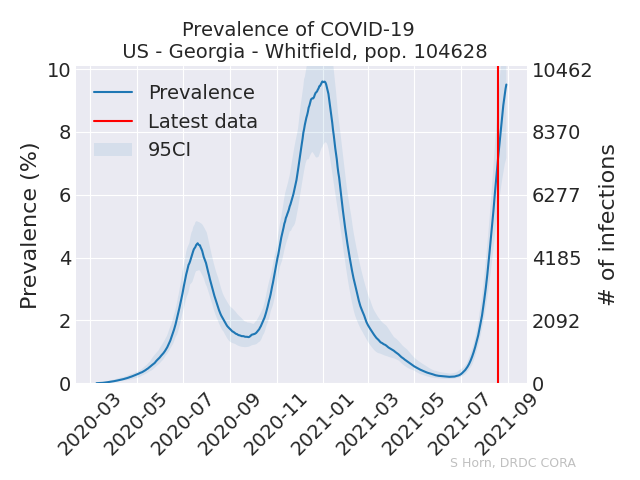 Prevalence of COVID-19
US - Georgia - Whitfield, pop. 104628
Prevalence
Latest data
95CI
Prevalence (%)
10
8
6
4
2
0
10462
8370
6277
4185
2092
0
# of infections
2020-03
2020-05
2020-07
2020-09
2020-11
2021-01
2021-03
2021-05
2021-07
2021-09
S Horn, DRDC CORA